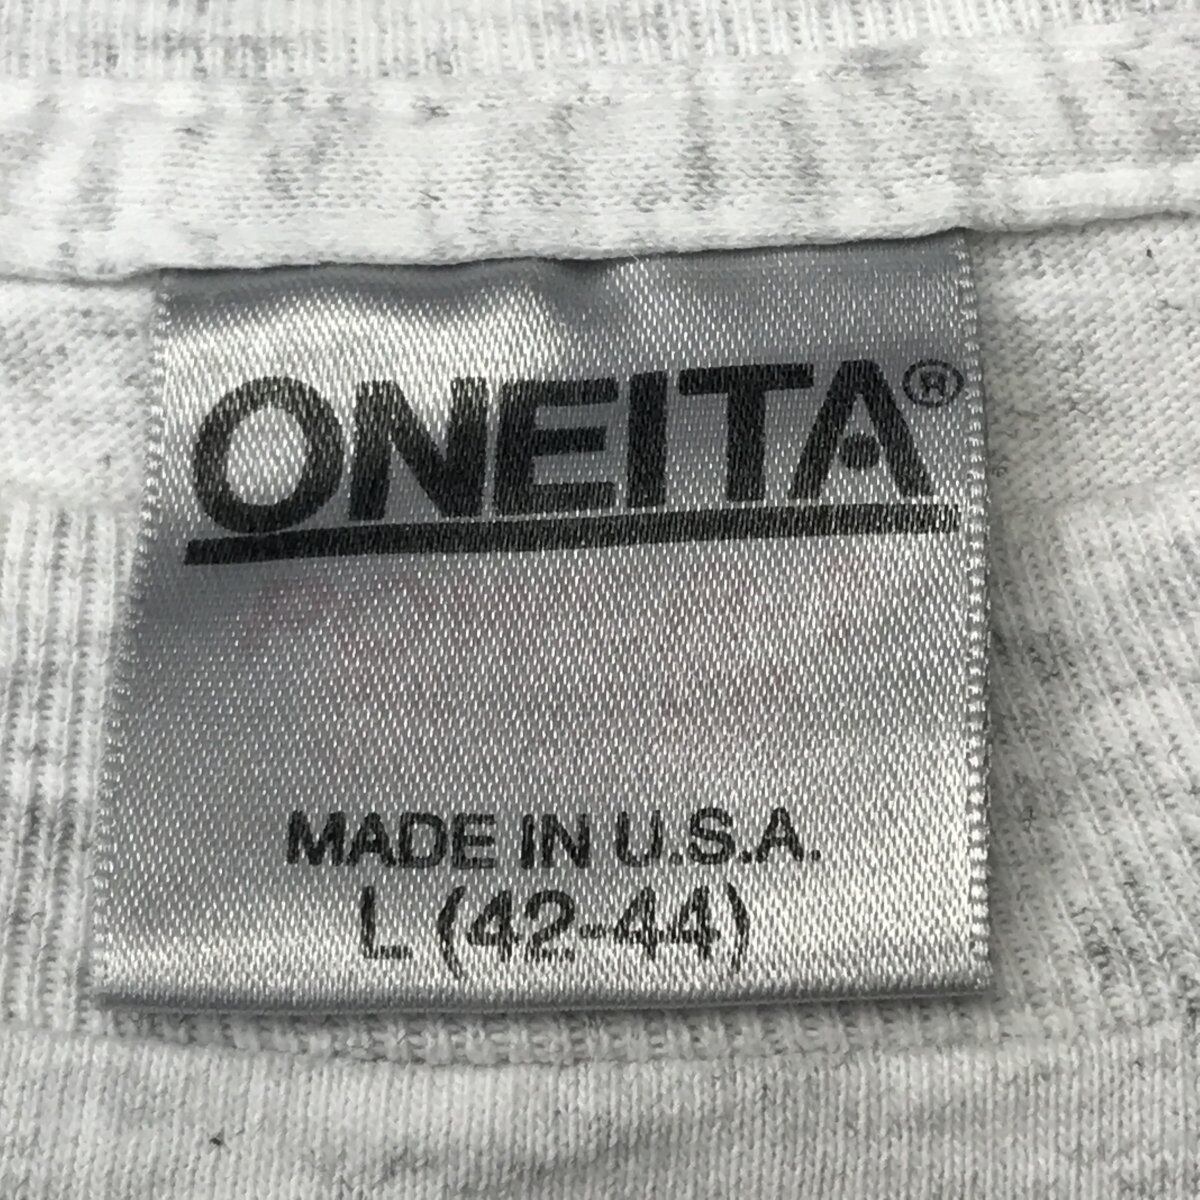 ONEITA®
MADE IN U.S.A.
L (42-44)